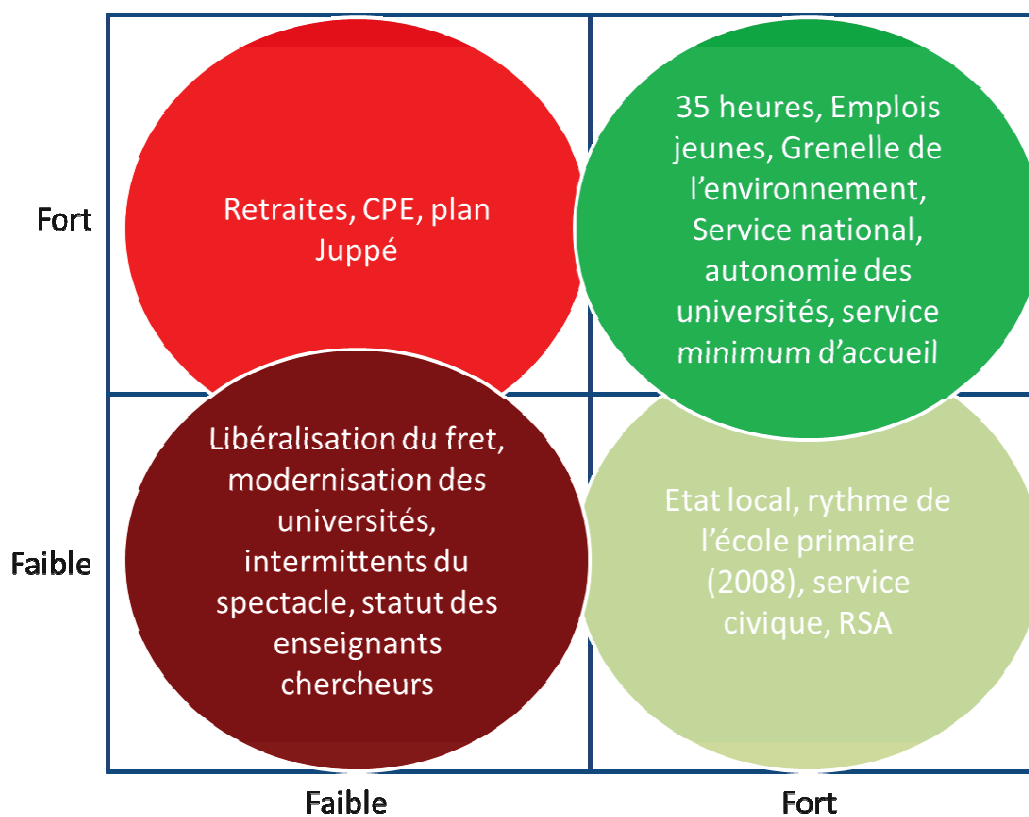 35 heures, Emplois
jeunes, Grenelle de
l'environnement,
Service national,
autonomie des
universités, service
minimum d'accueil
Fort
Retraites, CPE, plan
Juppé
Libéralisation du fret,
modernisation des
universités,
intermittents du
spectacle, statut des
enseignants
chercheurs
Etat local, rythme de
l'école primaire
(2008), service
civique, RSA
Faible
Faible
Fort